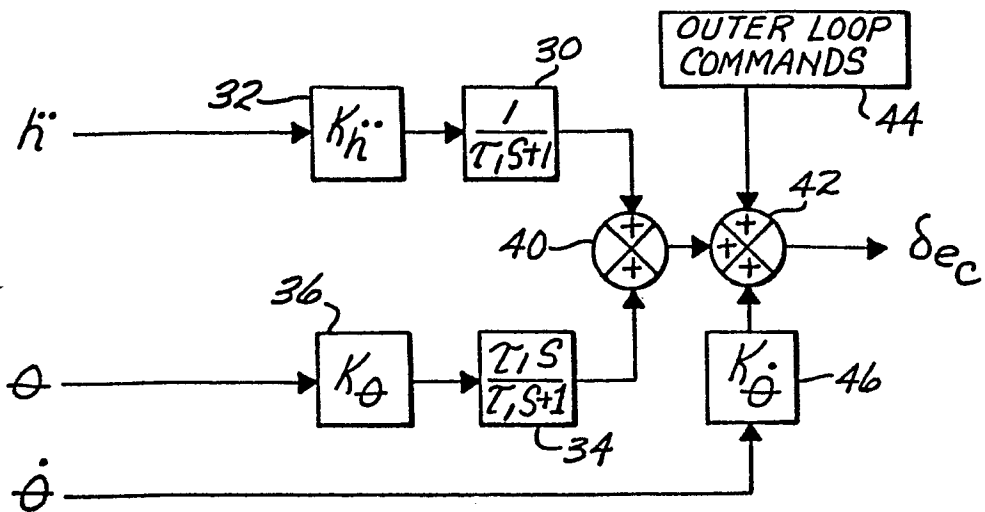 OUTER LOOP
COMMANDS
44
30
32
ḧ
Kḧ
1
τ₁S+1
42
40
+
+
+
+
+
δec
36
θ
Kθ
τ₁S
τ₁S+1
34
Kθ̇
46
θ̇